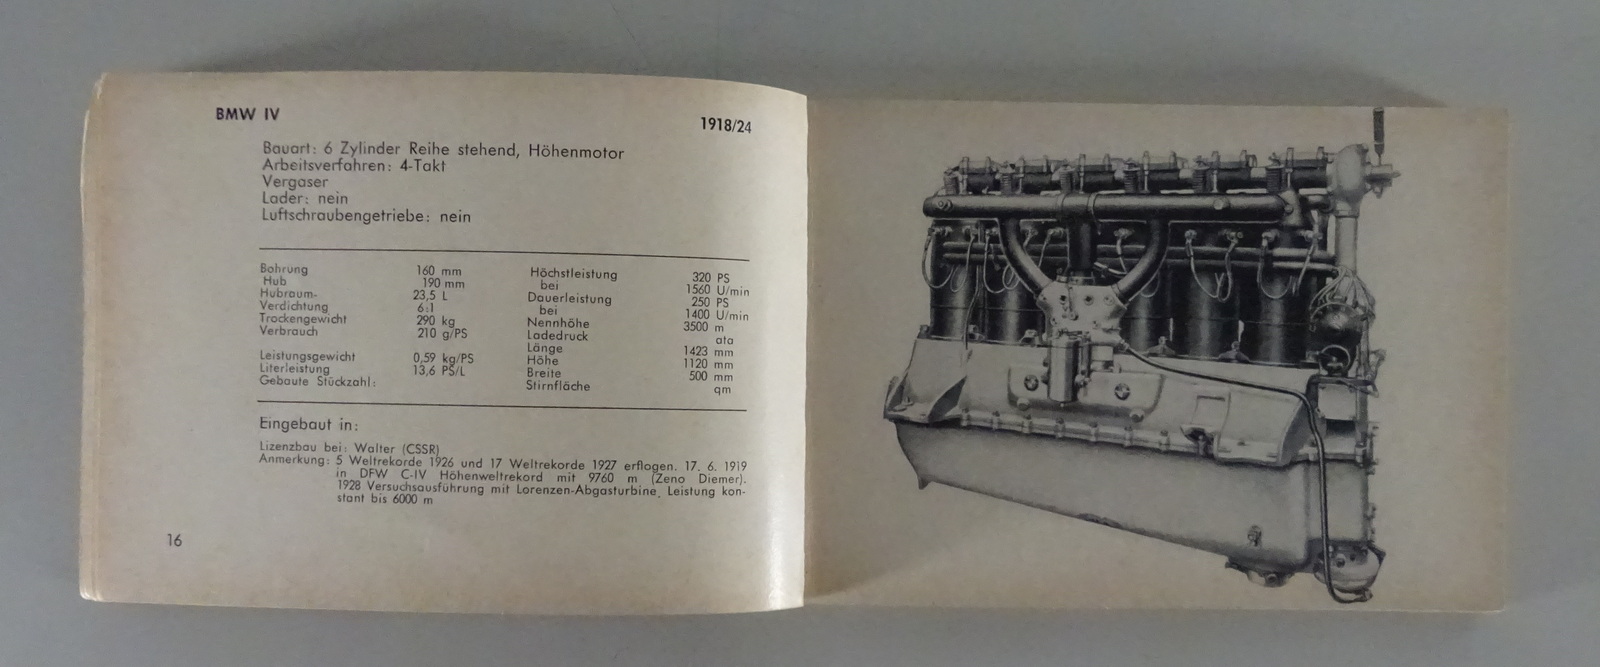 BMW IV
1918/24
Bauart: 6 Zylinder Reihe stehend, Höhenmotor
Arbeitsverfahren: 4-Takt
Vergaser
Lader: nein
Luftschraubengetriebe: nein
Bohrung 160 mm
Hub 190 mm
Hubraum- 23,5 L
Verdichtung 6:1
Trockengewicht 290 kg
Verbrauch 210 g/PS
Leistungsgewicht 0,59 kg/PS
Literleistung 13,6 PS/L
Gebaute Stückzahl:
Höchstleistung 320 PS
bei 1560 U/min
Dauerleistung 250 PS
bei 1400 U/min
Nennhöhe 3500 m
Ladedruck ata
Länge 1423 mm
Höhe 1120 mm
Breite 500 mm
Stirnfläche qm
Eingebaut in:
Lizenzbau bei: Walter (CSSR)
Anmerkung: 5 Weltrekorde 1926 und 17 Weltrekorde 1927 erflogen. 17. 6. 1919
in DFW C-IV Höhenweltrekord mit 9760 m (Zeno Diemer).
1928 Versuchsausführung mit Lorenzen-Abgasturbine. Leistung kon-
stant bis 6000 m
16